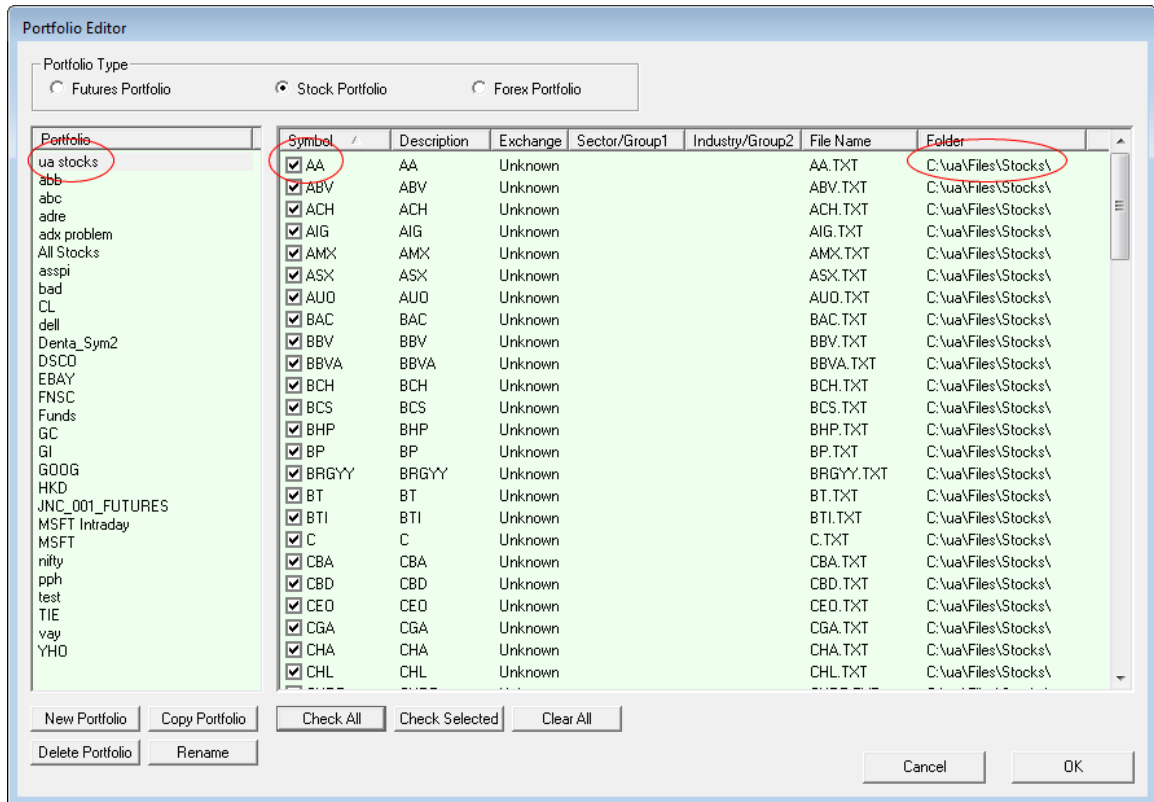 Portfolio Editor
Portfolio Type
Futures Portfolio Stock Portfolio Forex Portfolio
Portfolio
ua stocks
abb
abc
adre
adx problem
All Stocks
asspi
bad
CL
dell
Denta_Sym2
DSCO
EBAY
FNSC
Funds
GC
GI
GOOG
HKD
JNC_001_FUTURES
MSFT Intraday
MSFT
nifty
pph
test
TIE
vay
YHO
Symbol Description Exchange Sector/Group1 Industry/Group2 File Name Folder
AA AA Unknown AA.TXT C:\ua\Files\Stocks\
ABV ABV Unknown ABV.TXT C:\ua\Files\Stocks\
ACH ACH Unknown ACH.TXT C:\ua\Files\Stocks\
AIG AIG Unknown AIG.TXT C:\ua\Files\Stocks\
AMX AMX Unknown AMX.TXT C:\ua\Files\Stocks\
ASX ASX Unknown ASX.TXT C:\ua\Files\Stocks\
AUO AUO Unknown AUO.TXT C:\ua\Files\Stocks\
BAC BAC Unknown BAC.TXT C:\ua\Files\Stocks\
BBV BBV Unknown BBV.TXT C:\ua\Files\Stocks\
BBVA BBVA Unknown BBVA.TXT C:\ua\Files\Stocks\
BCH BCH Unknown BCH.TXT C:\ua\Files\Stocks\
BCS BCS Unknown BCS.TXT C:\ua\Files\Stocks\
BHP BHP Unknown BHP.TXT C:\ua\Files\Stocks\
BP BP Unknown BP.TXT C:\ua\Files\Stocks\
BRGYY BRGYY Unknown BRGYY.TXT C:\ua\Files\Stocks\
BT BT Unknown BT.TXT C:\ua\Files\Stocks\
BTI BTI Unknown BTI.TXT C:\ua\Files\Stocks\
C C Unknown C.TXT C:\ua\Files\Stocks\
CBA CBA Unknown CBA.TXT C:\ua\Files\Stocks\
CBD CBD Unknown CBD.TXT C:\ua\Files\Stocks\
CEO CEO Unknown CEO.TXT C:\ua\Files\Stocks\
CGA CGA Unknown CGA.TXT C:\ua\Files\Stocks\
CHA CHA Unknown CHA.TXT C:\ua\Files\Stocks\
CHL CHL Unknown CHL.TXT C:\ua\Files\Stocks\
New Portfolio Copy Portfolio Check All Check Selected Clear All
Delete Portfolio Rename
Cancel OK